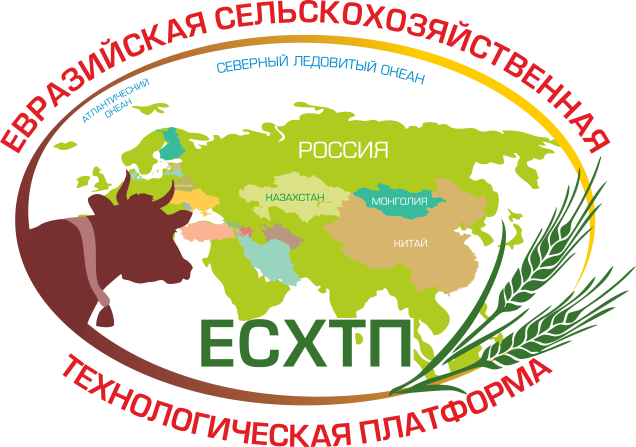 ЕВРАЗИЙСКАЯ СЕЛЬСКОХОЗЯЙСТВЕННАЯ
СЕВЕРНЫЙ ЛЕДОВИТЫЙ ОКЕАН
АТЛАНТИЧЕСКИЙ
ОКЕАН
РОССИЯ
КАЗАХСТАН
МОНГОЛИЯ
КИТАЙ
ЕСХТП
ТЕХНОЛОГИЧЕСКАЯ ПЛАТФОРМА